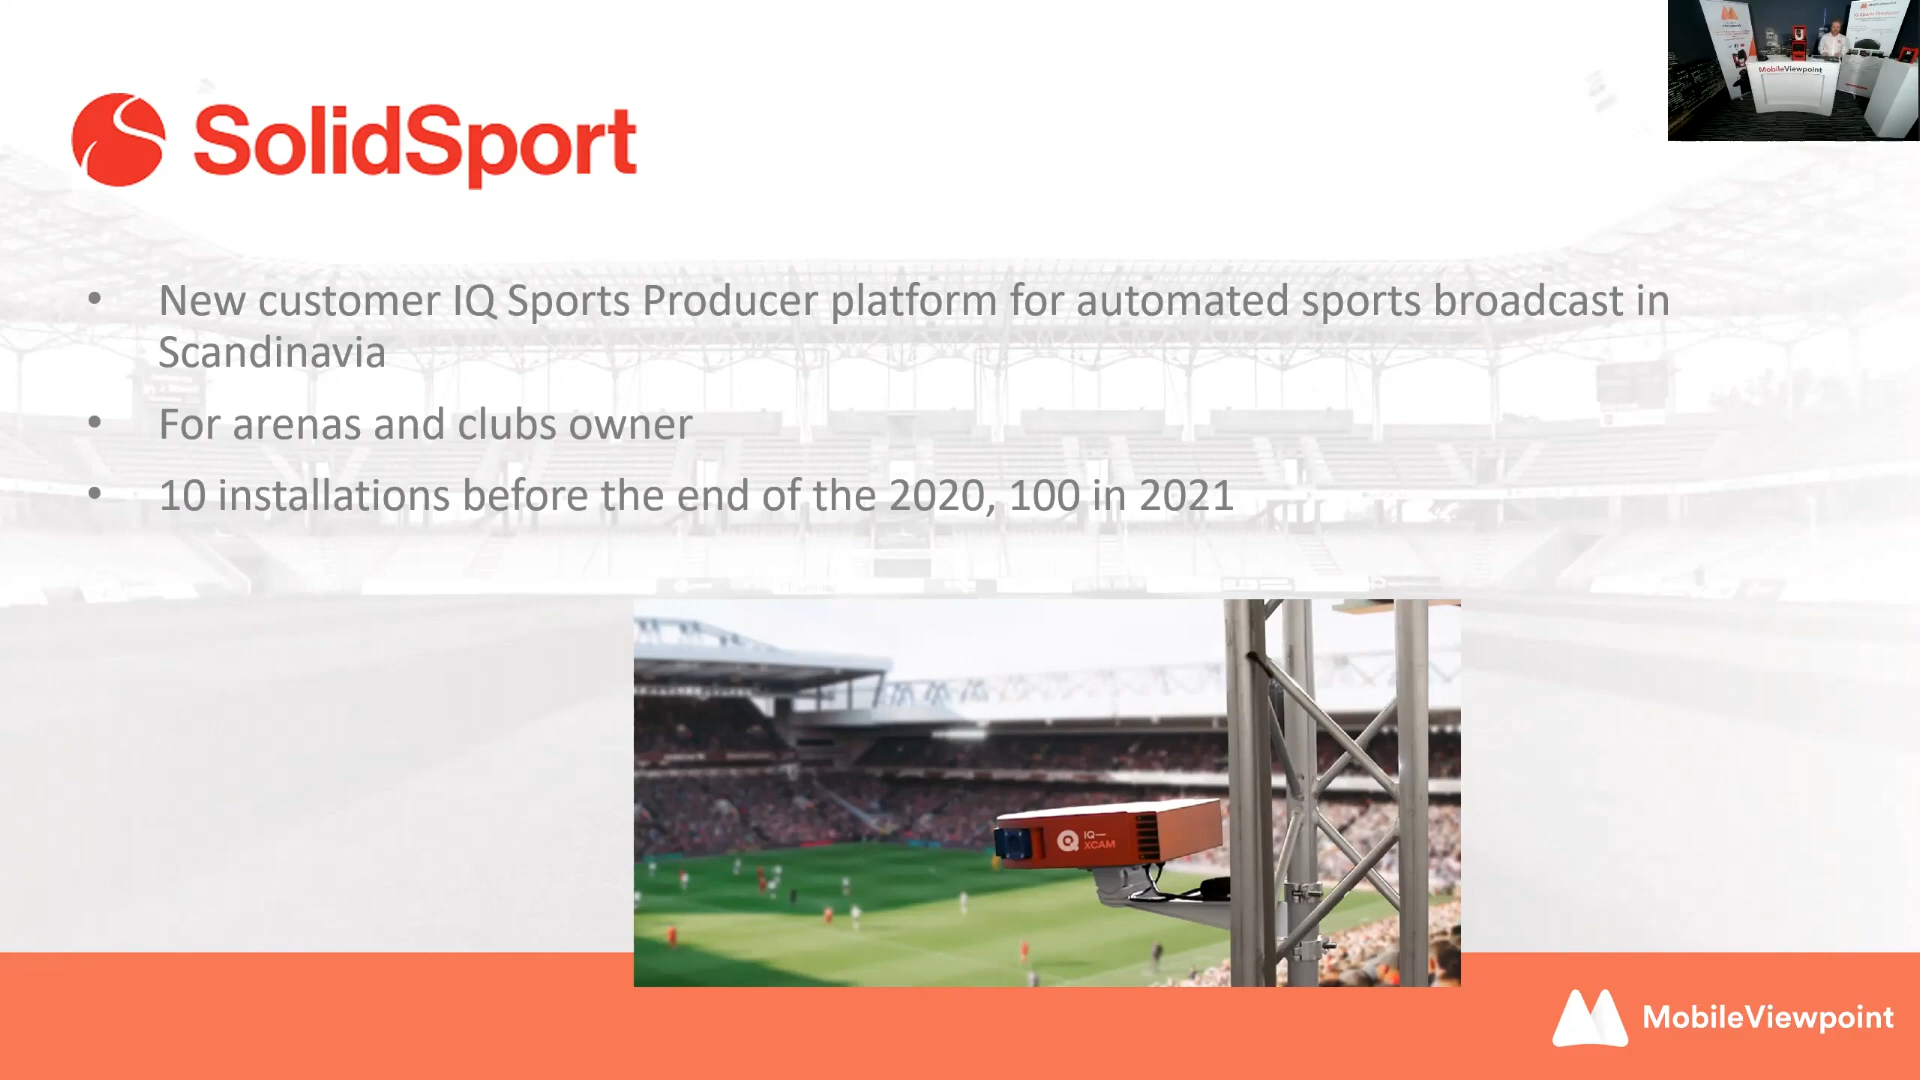 SolidSport
MobileViewpoint
• New customer IQ Sports Producer platform for automated sports broadcast in
Scandinavia
• For arenas and clubs owner
• 10 installations before the end of the 2020, 100 in 2021
IQ—
XCAM
MobileViewpoint